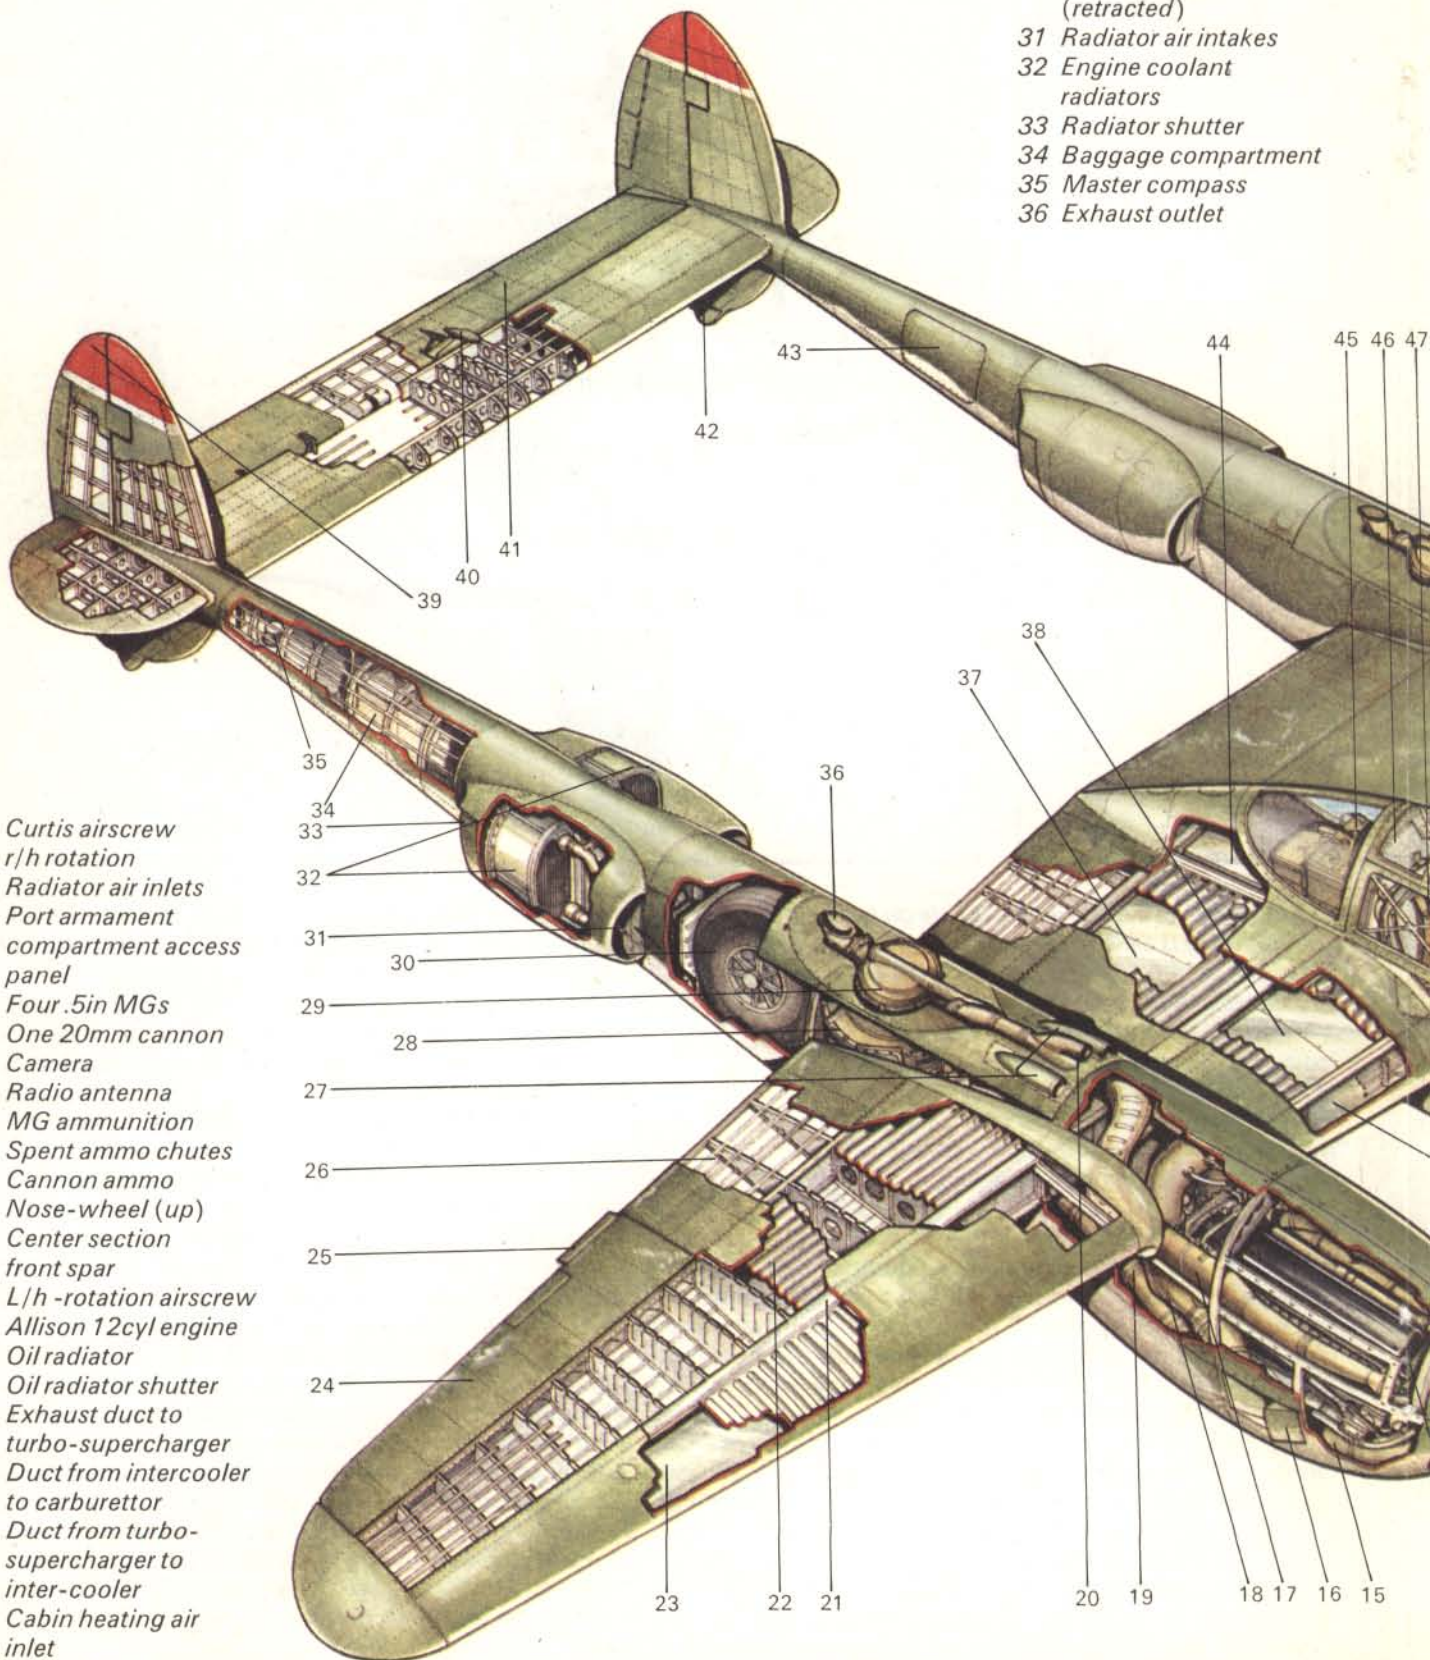 (retracted)
31 Radiator air intakes
32 Engine coolant
radiators
33 Radiator shutter
34 Baggage compartment
35 Master compass
36 Exhaust outlet
43
44
45
46
47
42
41
40
39
38
37
35
34
36
33
32
31
30
29
28
27
26
25
24
23
22
21
20
19
18
17
16
15
Curtis airscrew
r/h rotation
Radiator air inlets
Port armament
compartment access
panel
Four .5in MGs
One 20mm cannon
Camera
Radio antenna
MG ammunition
Spent ammo chutes
Cannon ammo
Nose-wheel (up)
Center section
front spar
L/h -rotation airscrew
Allison 12cyl engine
Oil radiator
Oil radiator shutter
Exhaust duct to
turbo-supercharger
Duct from intercooler
to carburettor
Duct from turbo-
supercharger to
inter-cooler
Cabin heating air
inlet